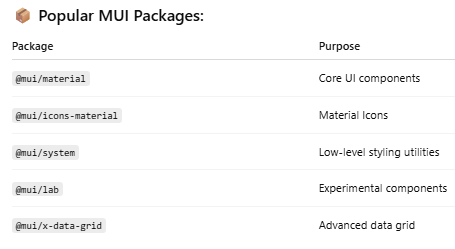 📦 Popular MUI Packages:
Package Purpose
@mui/material Core UI components
@mui/icons-material Material Icons
@mui/system Low-level styling utilities
@mui/lab Experimental components
@mui/x-data-grid Advanced data grid